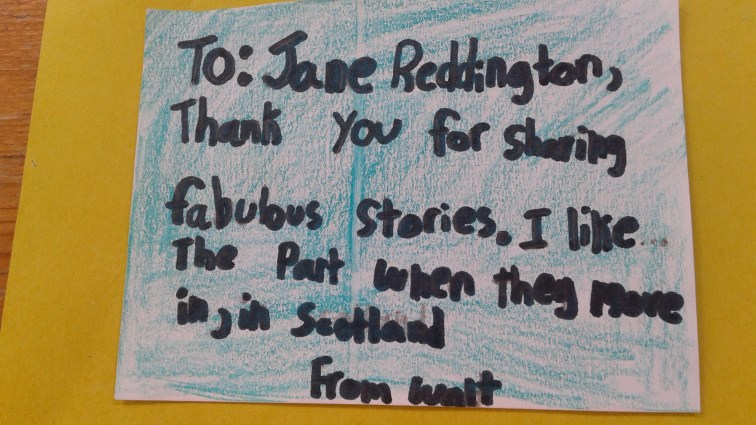 To: Jane Reddington,
Thank you for sharing
fabulous Stories. I like...
The Part when they move
in, in Scotland
From Walt